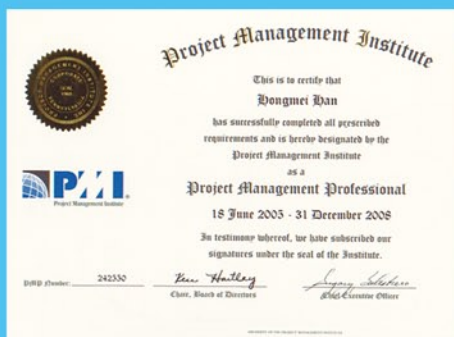 Project Management Institute
This is to certify that
Hongmei Han
has successfully completed all prescribed
requirements and is hereby designated by the
Project Management Institute
as a
Project Management Professional
18 June 2005 - 31 December 2008
In testimony whereof, we have subscribed our
signatures under the seal of the Institute.
PMI
Project Management Institute
PMP Number: 242330
Chair, Board of Directors
Chief Executive Officer